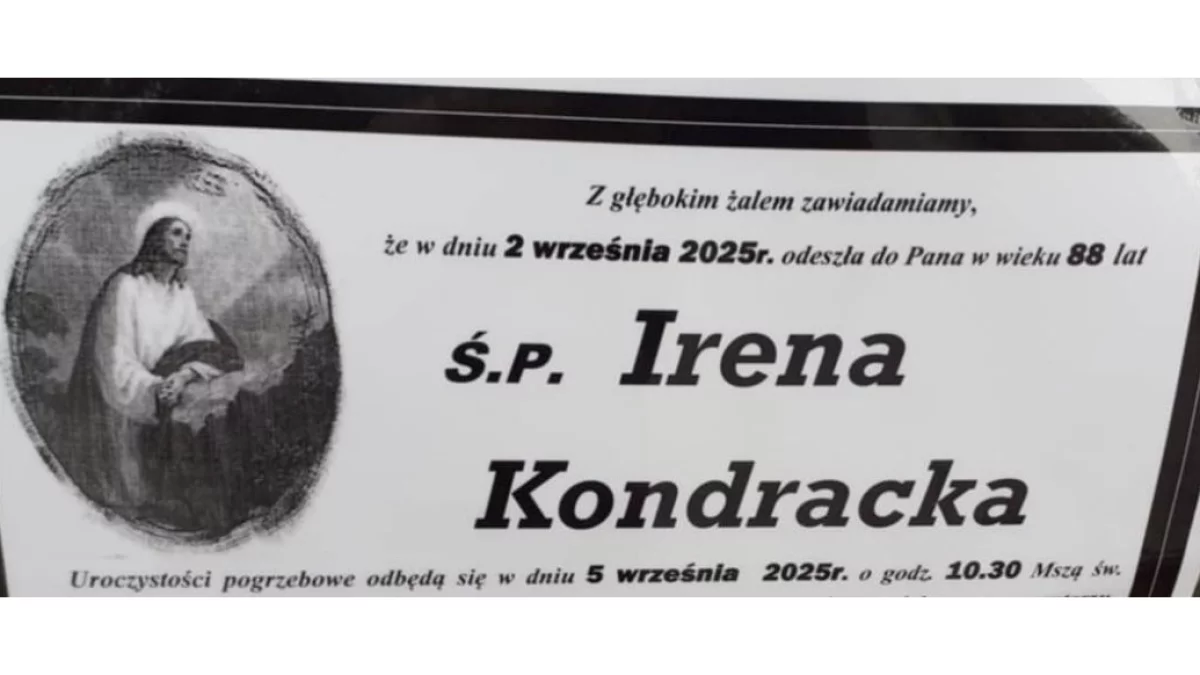 Z głębokim żalem zawiadamiamy,
że w dniu 2 września 2025r. odeszła do Pana w wieku 88 lat
Ś.P. Irena
Kondracka
Uroczystości pogrzebowe odbędą się w dniu 5 września 2025r. o godz. 10.30 Mszą św.